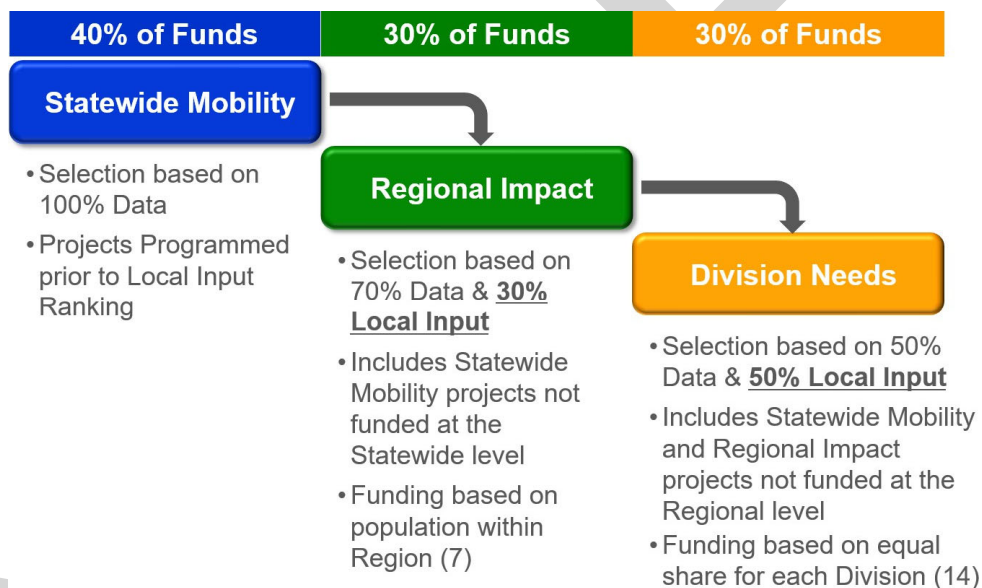 40% of Funds
30% of Funds
30% of Funds
Statewide Mobility
• Selection based on
100% Data
• Projects Programmed
prior to Local Input
Ranking
Regional Impact
• Selection based on
70% Data & 30%
Local Input
• Includes Statewide
Mobility projects not
funded at the
Statewide level
• Funding based on
population within
Region (7)
Division Needs
• Selection based on 50%
Data & 50% Local Input
• Includes Statewide Mobility
and Regional Impact
projects not funded at the
Regional level
• Funding based on equal
share for each Division (14)